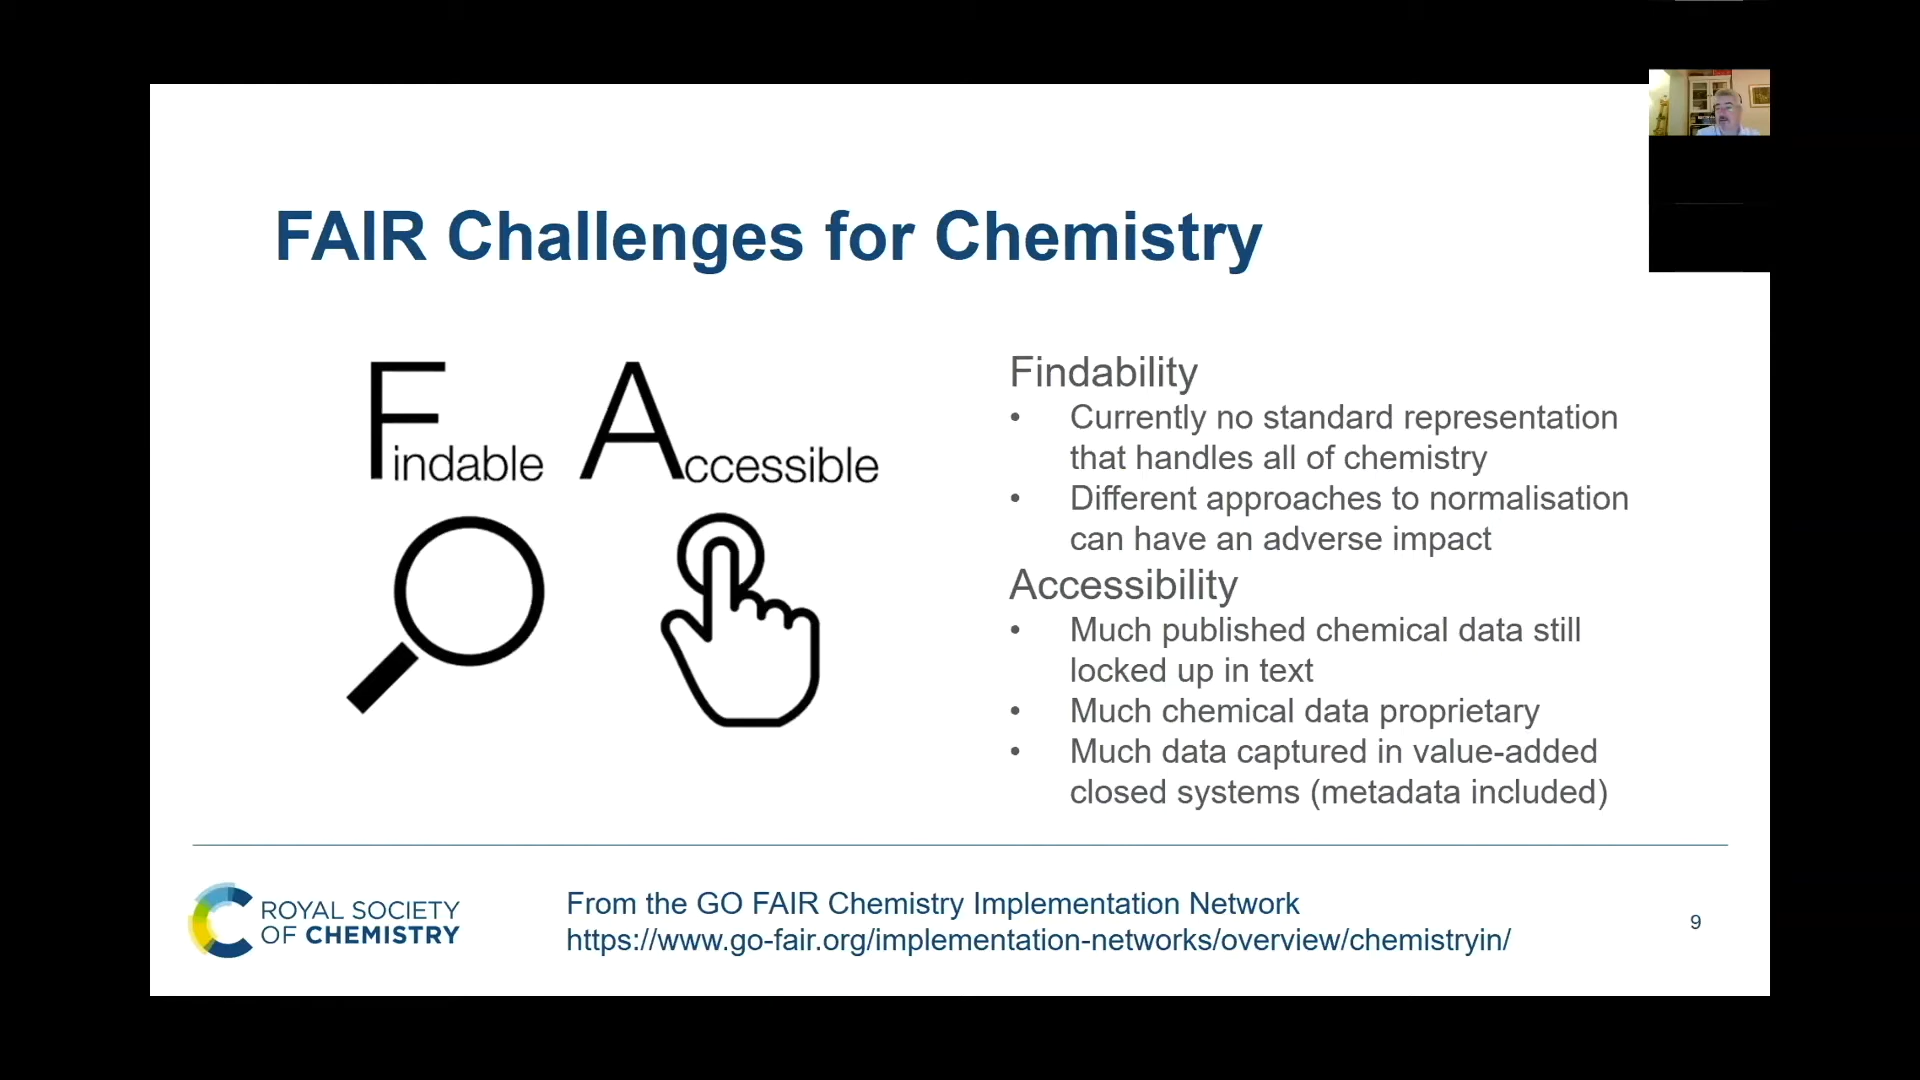 FAIR Challenges for Chemistry
Findable Accessible
Findability
• Currently no standard representation
that handles all of chemistry
• Different approaches to normalisation
can have an adverse impact
Accessibility
• Much published chemical data still
locked up in text
• Much chemical data proprietary
• Much data captured in value-added
closed systems (metadata included)
ROYAL SOCIETY
OF CHEMISTRY
From the GO FAIR Chemistry Implementation Network
https://www.go-fair.org/implementation-networks/overview/chemistryin/
9